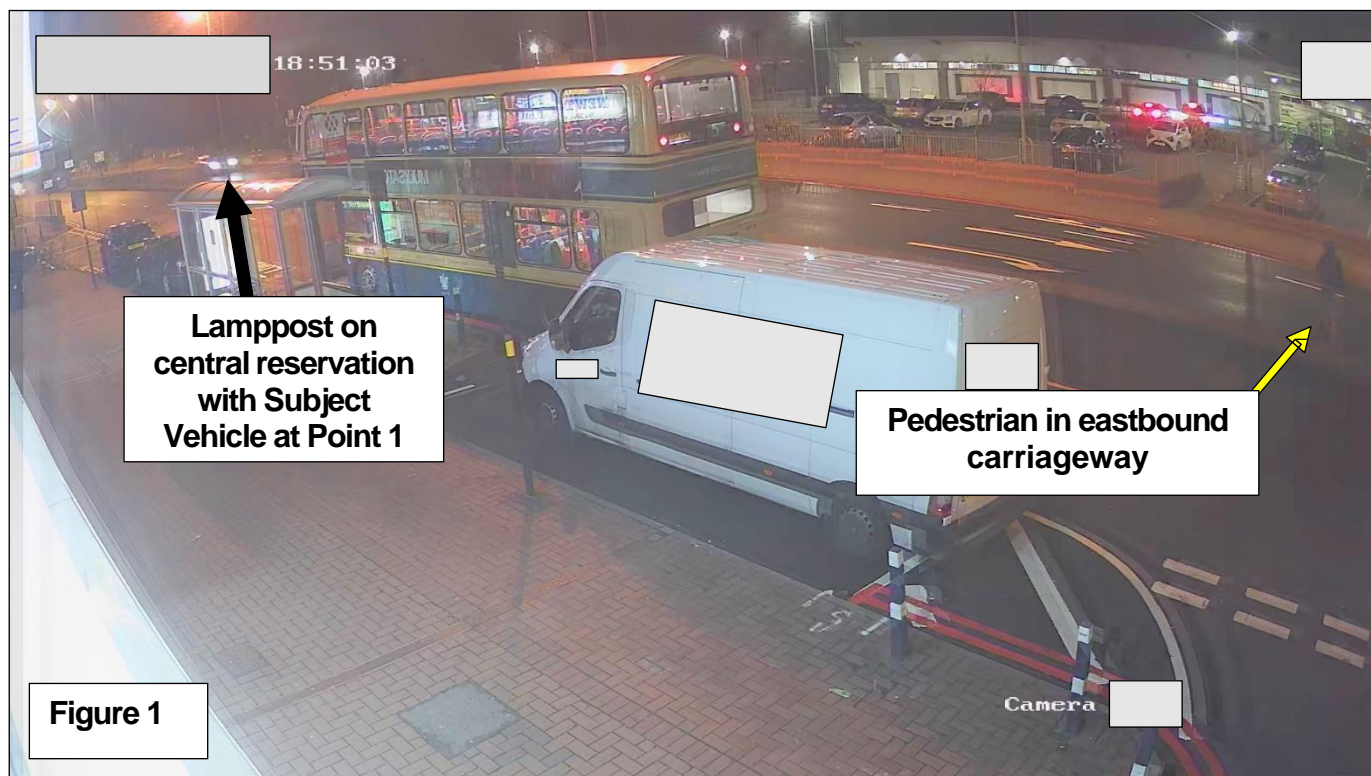 18:51:03
Lamppost on
central reservation
with Subject
Vehicle at Point 1
Pedestrian in eastbound
carriageway
Camera
Figure 1